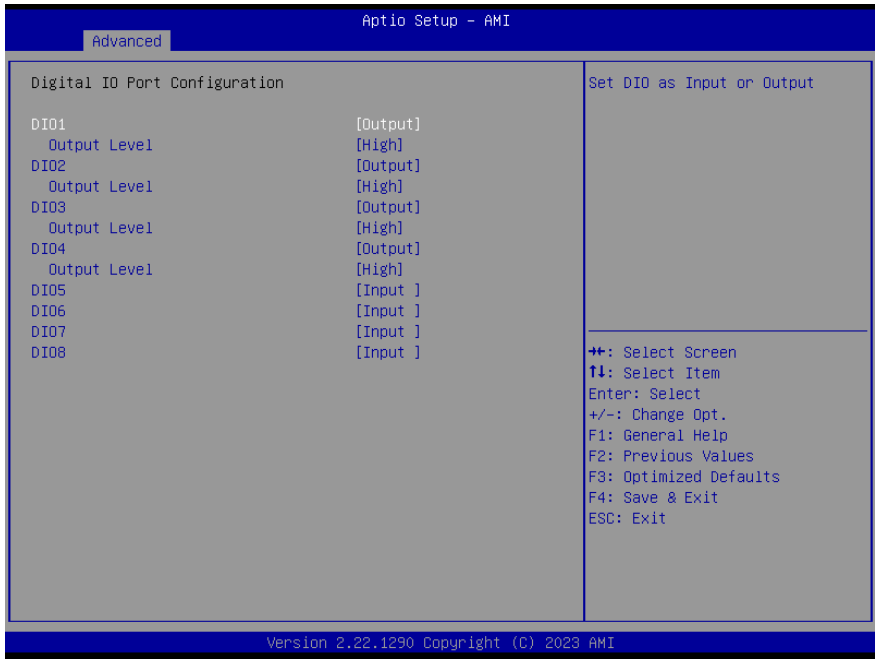 Aptio Setup – AMI
Advanced
Digital IO Port Configuration
DIO1 [Output]
Output Level [High]
DIO2 [Output]
Output Level [High]
DIO3 [Output]
Output Level [High]
DIO4 [Output]
Output Level [High]
DIO5 [Input ]
DIO6 [Input ]
DIO7 [Input ]
DIO8 [Input ]
Set DIO as Input or Output
→←: Select Screen
↑↓: Select Item
Enter: Select
+/-: Change Opt.
F1: General Help
F2: Previous Values
F3: Optimized Defaults
F4: Save & Exit
ESC: Exit
Version 2.22.1290 Copyright (C) 2023 AMI